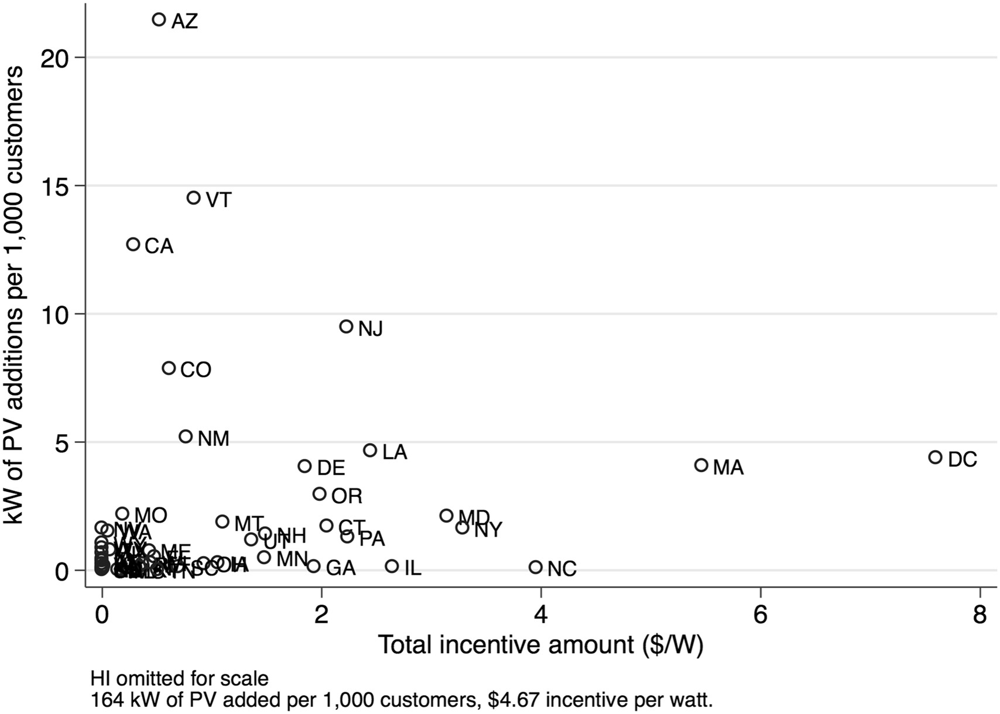 kW of PV additions per 1,000 customers
AZ
20
15
VT
CA
10
NJ
CO
NM
5
LA
DE
MA
DC
OR
MO
MT
MD
NY
CT
PA
NH
UT
ME
MN
GA
IL
NC
SC
OH
TN
0
0 2 4 6 8
Total incentive amount ($/W)
HI omitted for scale
164 kW of PV added per 1,000 customers, $4.67 incentive per watt.